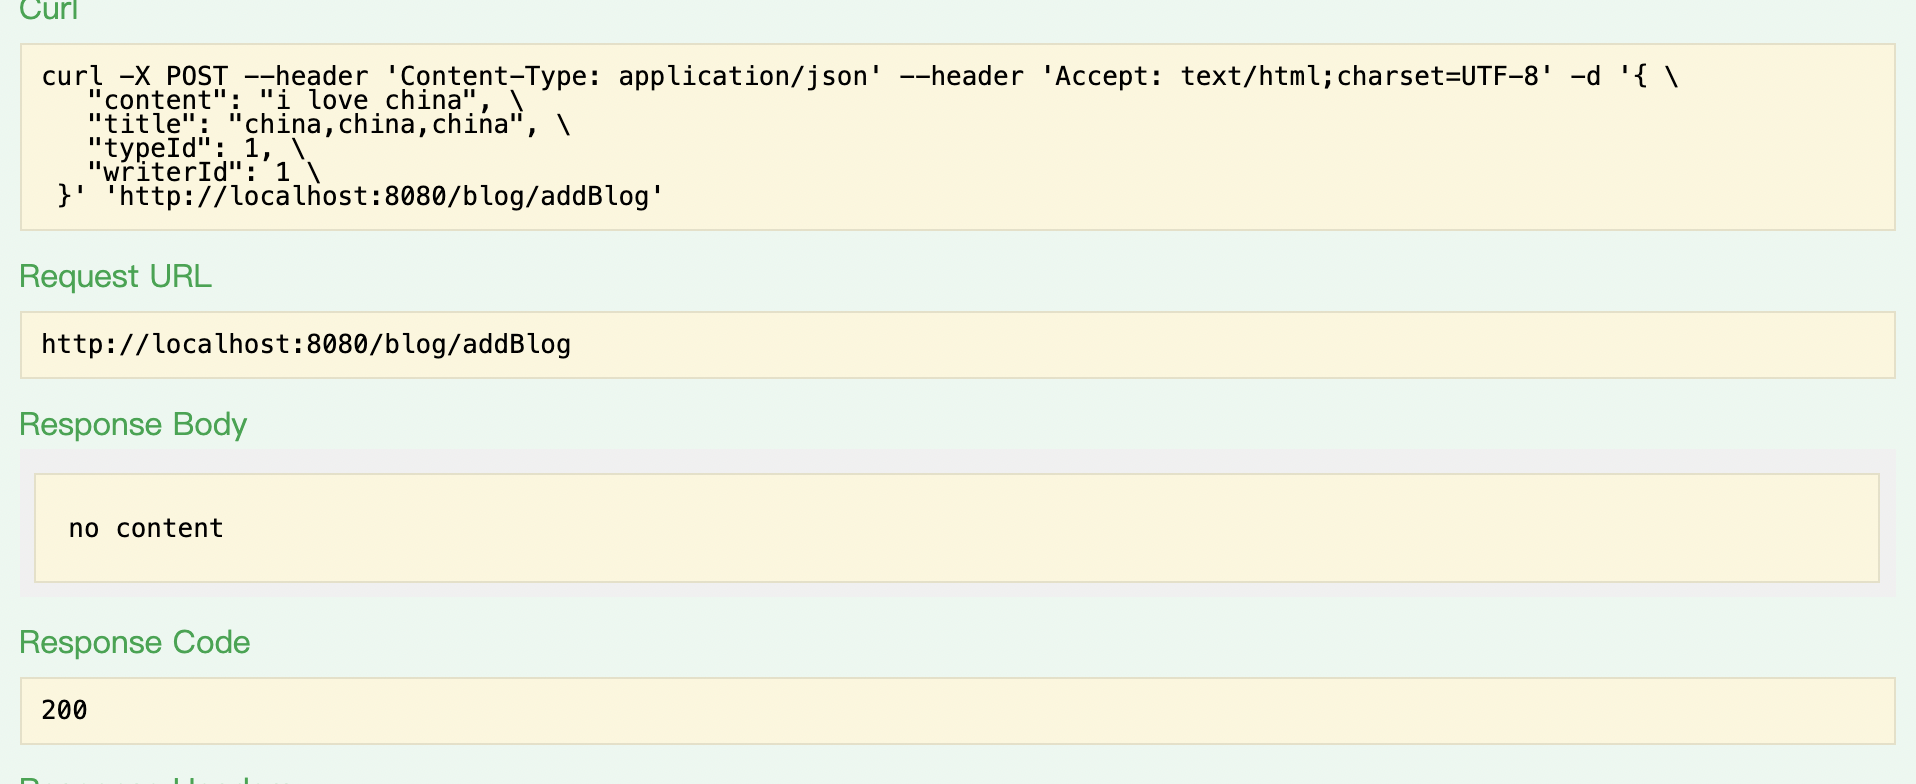 Curl
curl -X POST --header 'Content-Type: application/json' --header 'Accept: text/html;charset=UTF-8' -d '{ \
"content": "i love china", \
"title": "china,china,china", \
"typeId": 1, \
"writerId": 1 \
}' 'http://localhost:8080/blog/addBlog'
Request URL
http://localhost:8080/blog/addBlog
Response Body
no content
Response Code
200
Response Headers